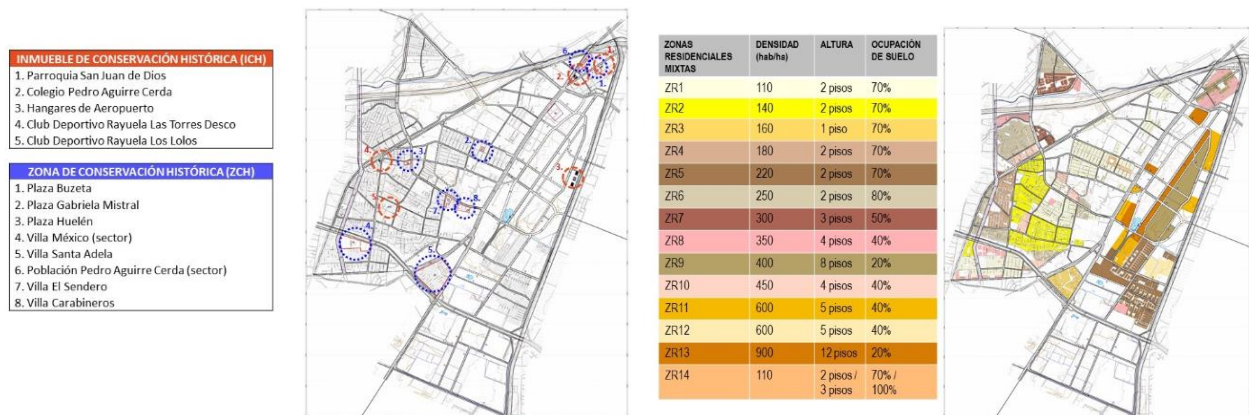 INMUEBLE DE CONSERVACIÓN HISTÓRICA (ICH)
1. Parroquia San Juan de Dios
2. Colegio Pedro Aguirre Cerda
3. Hangares de Aeropuerto
4. Club Deportivo Rayuela Las Torres Desco
5. Club Deportivo Rayuela Los Lolos
ZONA DE CONSERVACIÓN HISTÓRICA (ZCH)
1. Plaza Buzeta
2. Plaza Gabriela Mistral
3. Plaza Huelén
4. Villa México (sector)
5. Villa Santa Adela
6. Población Pedro Aguirre Cerda (sector)
7. Villa El Sendero
8. Villa Carabineros
ZONAS RESIDENCIALES MIXTAS DENSIDAD (hab/ha) ALTURA OCUPACIÓN DE SUELO
ZR1 110 2 pisos 70%
ZR2 140 2 pisos 70%
ZR3 160 1 piso 70%
ZR4 180 2 pisos 70%
ZR5 220 2 pisos 70%
ZR6 250 2 pisos 80%
ZR7 300 3 pisos 50%
ZR8 350 4 pisos 40%
ZR9 400 8 pisos 20%
ZR10 450 4 pisos 40%
ZR11 600 5 pisos 40%
ZR12 600 5 pisos 40%
ZR13 900 12 pisos 20%
ZR14 110 2 pisos / 3 pisos 70% / 100%